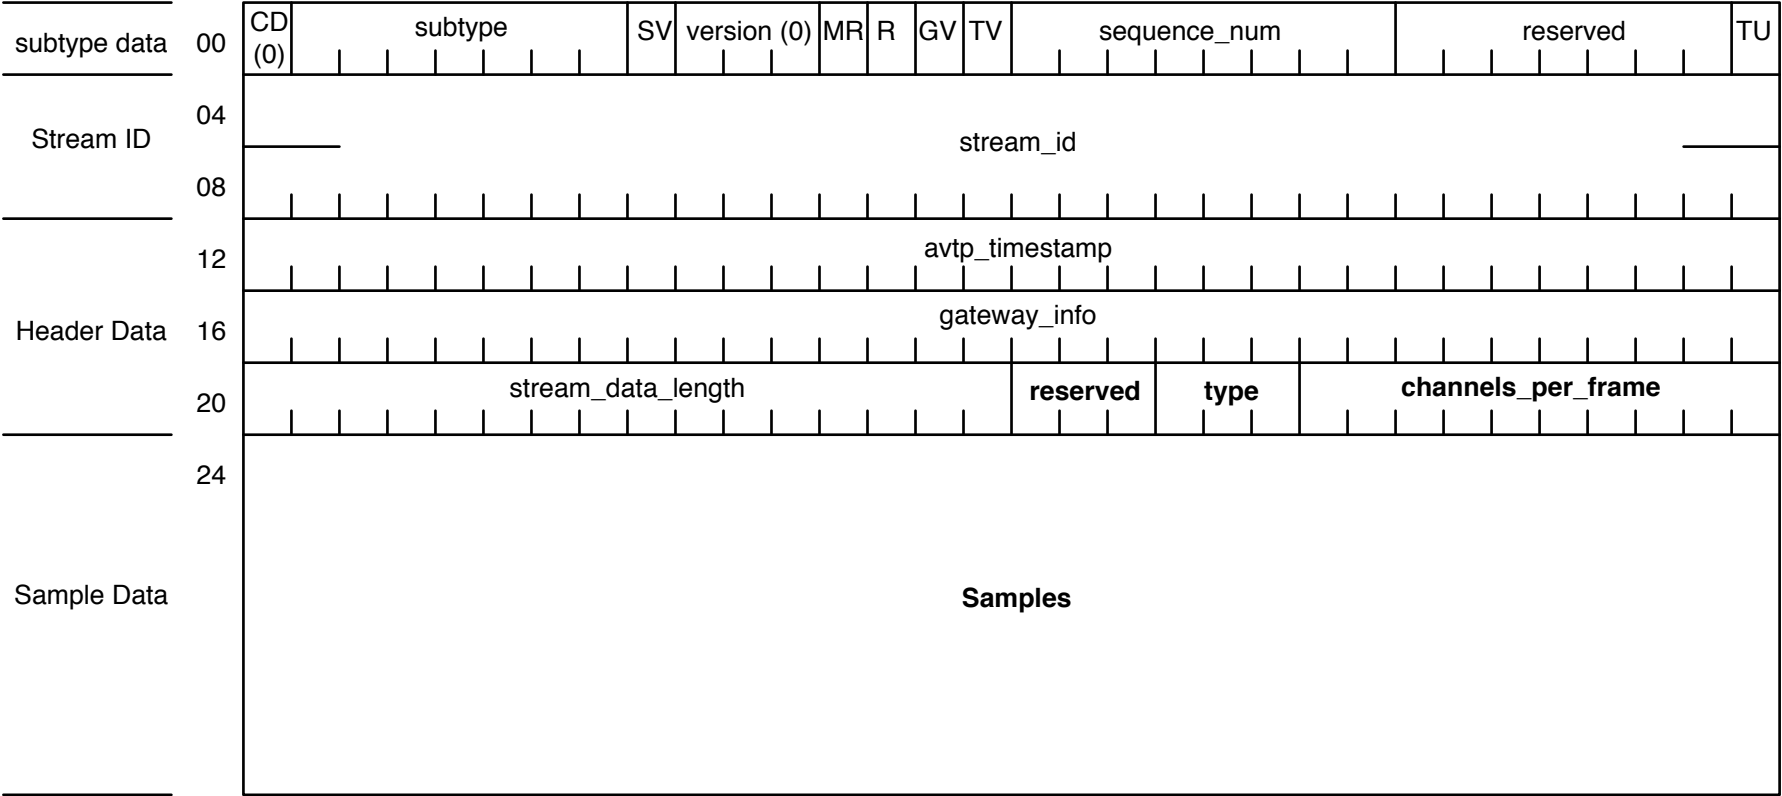 subtype data 00 CD (0) subtype SV version (0) MR R GV TV sequence_num reserved TU
04
Stream ID stream_id
08
12 avtp_timestamp
Header Data 16 gateway_info
20 stream_data_length reserved type channels_per_frame
24
Sample Data Samples